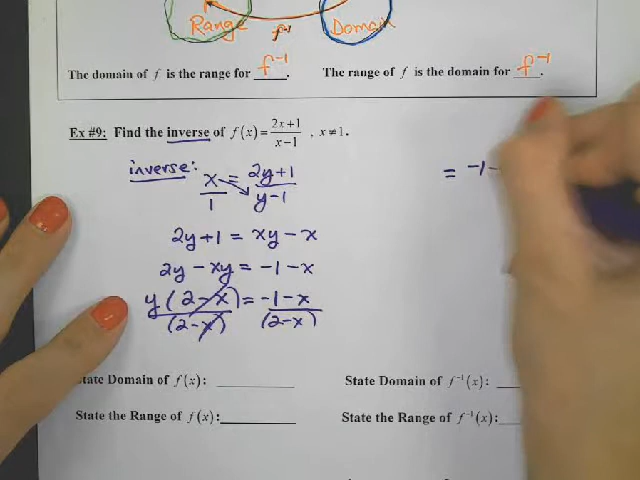 Range f⁻¹ Domain
The domain of f is the range for f⁻¹. The range of f is the domain for f⁻¹.
Ex #9: Find the inverse of f(x) = (2x+1)/(x−1), x ≠ 1.
inverse: x/1 = (2y+1)/(y−1)
= −1−
2y+1 = xy − x
2y − xy = −1 − x
y(2−x)/(2−x) = (−1−x)/(2−x)
State Domain of f(x): ________ State Domain of f⁻¹(x):
State the Range of f(x): ________ State the Range of f⁻¹(x):